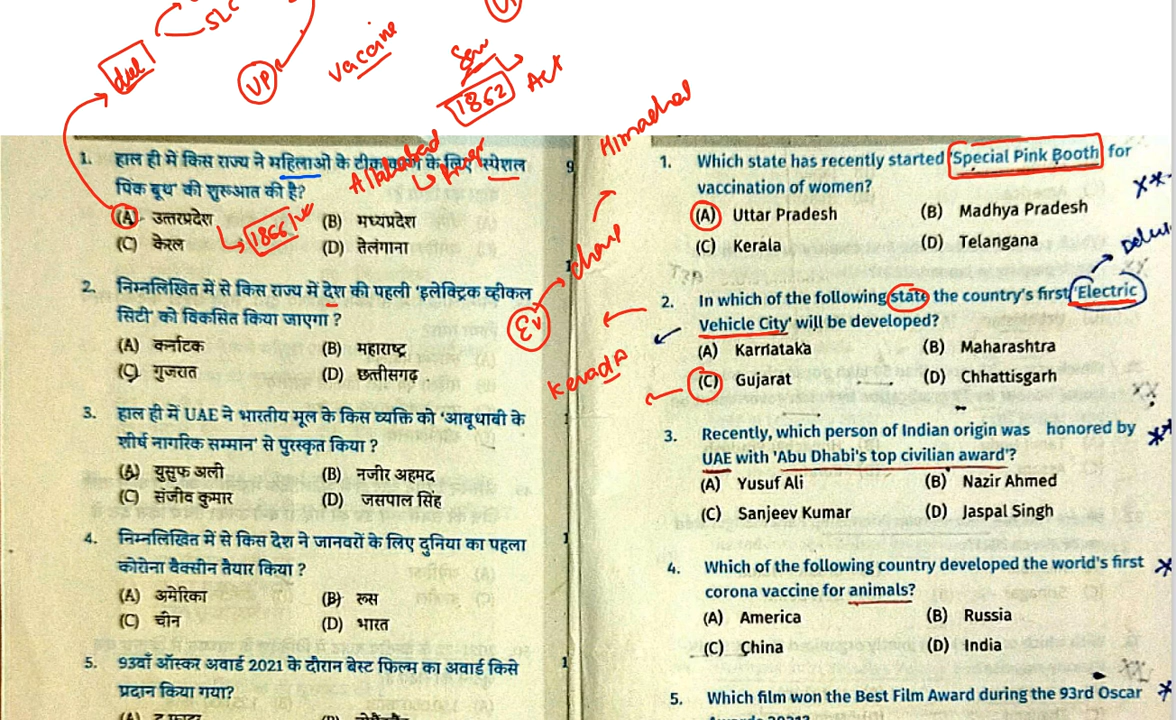 SLC
UP
Vaccine
1862
Act
Himachal
Allahabad
1866
EV
Kevadia
1. हाल ही में किस राज्य ने महिलाओं के टीकाकरण के लिए 'स्पेशल
पिंक बूथ' की शुरूआत की है?
(A) उत्तरप्रदेश (B) मध्यप्रदेश
(C) केरल (D) तेलंगाना
2. निम्नलिखित में से किस राज्य में देश की पहली 'इलेक्ट्रिक व्हीकल
सिटी' को विकसित किया जाएगा ?
(A) कर्नाटक (B) महाराष्ट्र
(C) गुजरात (D) छत्तीसगढ़
3. हाल ही में UAE ने भारतीय मूल के किस व्यक्ति को 'आबूधाबी के
शीर्ष नागरिक सम्मान' से पुरस्कृत किया ?
(A) युसुफ अली (B) नजीर अहमद
(C) संजीव कुमार (D) जसपाल सिंह
4. निम्नलिखित में से किस देश ने जानवरों के लिए दुनिया का पहला
कोरोना वैक्सीन तैयार किया ?
(A) अमेरिका (B) रूस
(C) चीन (D) भारत
5. 93वाँ ऑस्कर अवार्ड 2021 के दौरान बेस्ट फिल्म का अवार्ड किसे
प्रदान किया गया?
1. Which state has recently started 'Special Pink Booth' for
vaccination of women?
(A) Uttar Pradesh (B) Madhya Pradesh
(C) Kerala (D) Telangana
2. In which of the following state the country's first 'Electric
Vehicle City' will be developed?
(A) Karnataka (B) Maharashtra
(C) Gujarat (D) Chhattisgarh
3. Recently, which person of Indian origin was honored by
UAE with 'Abu Dhabi's top civilian award'?
(A) Yusuf Ali (B) Nazir Ahmed
(C) Sanjeev Kumar (D) Jaspal Singh
4. Which of the following country developed the world's first
corona vaccine for animals?
(A) America (B) Russia
(C) China (D) India
5. Which film won the Best Film Award during the 93rd Oscar